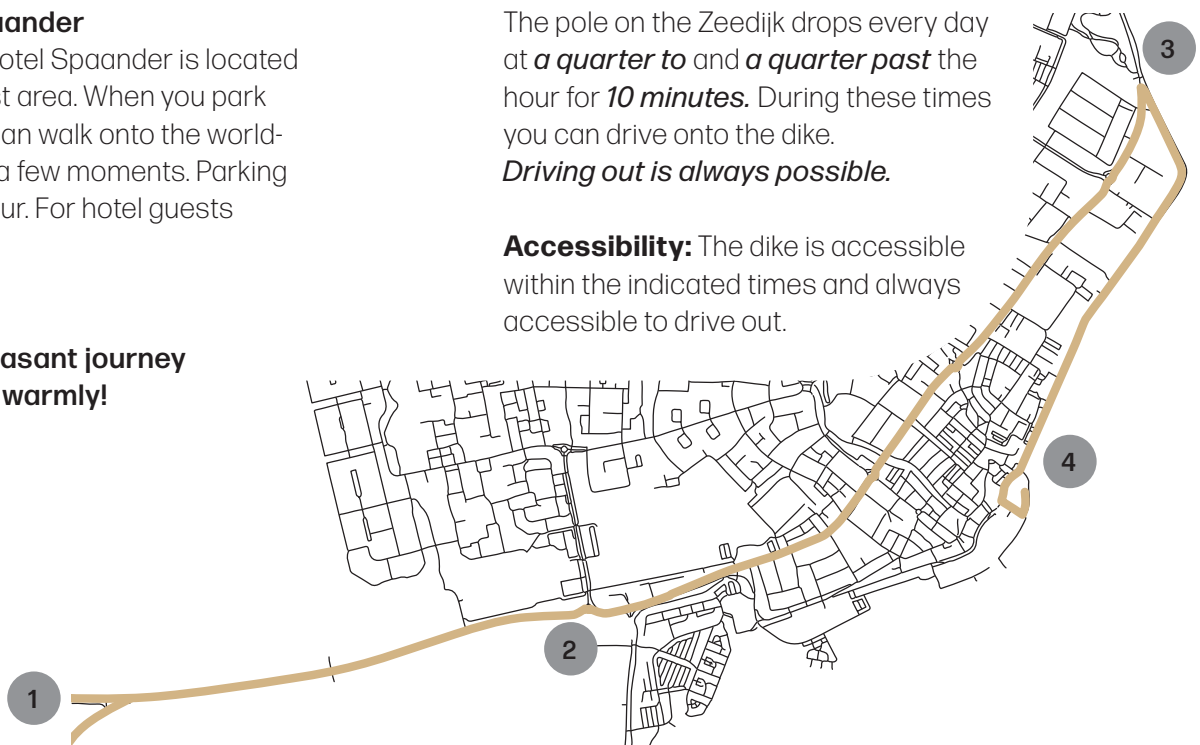 ander
otel Spaander is located
st area. When you park
an walk onto the world-
a few moments. Parking
ur. For hotel guests
asant journey
warmly!
The pole on the Zeedijk drops every day
at a quarter to and a quarter past the
hour for 10 minutes. During these times
you can drive onto the dike.
Driving out is always possible.
Accessibility: The dike is accessible
within the indicated times and always
accessible to drive out.
3
4
2
1